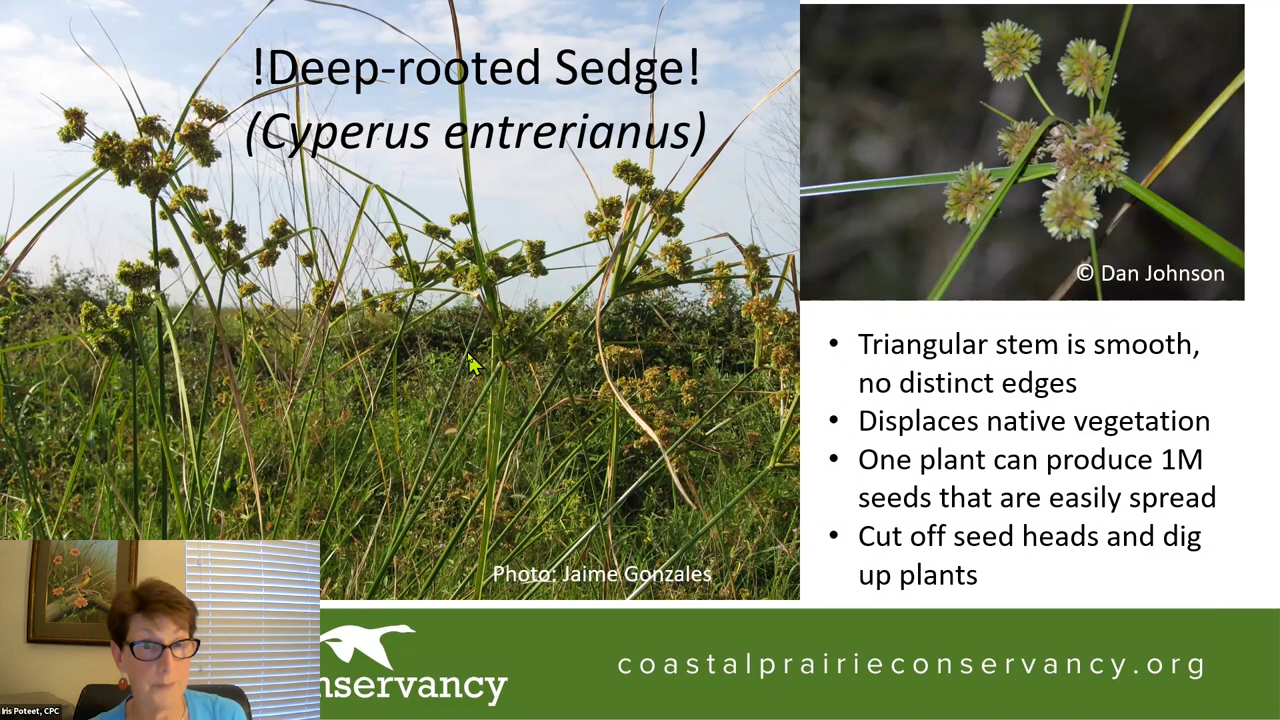 !Deep-rooted Sedge!
(Cyperus entrerianus)
© Dan Johnson
• Triangular stem is smooth,
no distinct edges
• Displaces native vegetation
• One plant can produce 1M
seeds that are easily spread
• Cut off seed heads and dig
up plants
Photo: Jaime Gonzales
nservancy
coastalprairieconservancy.org
Iris Poteet, CPC